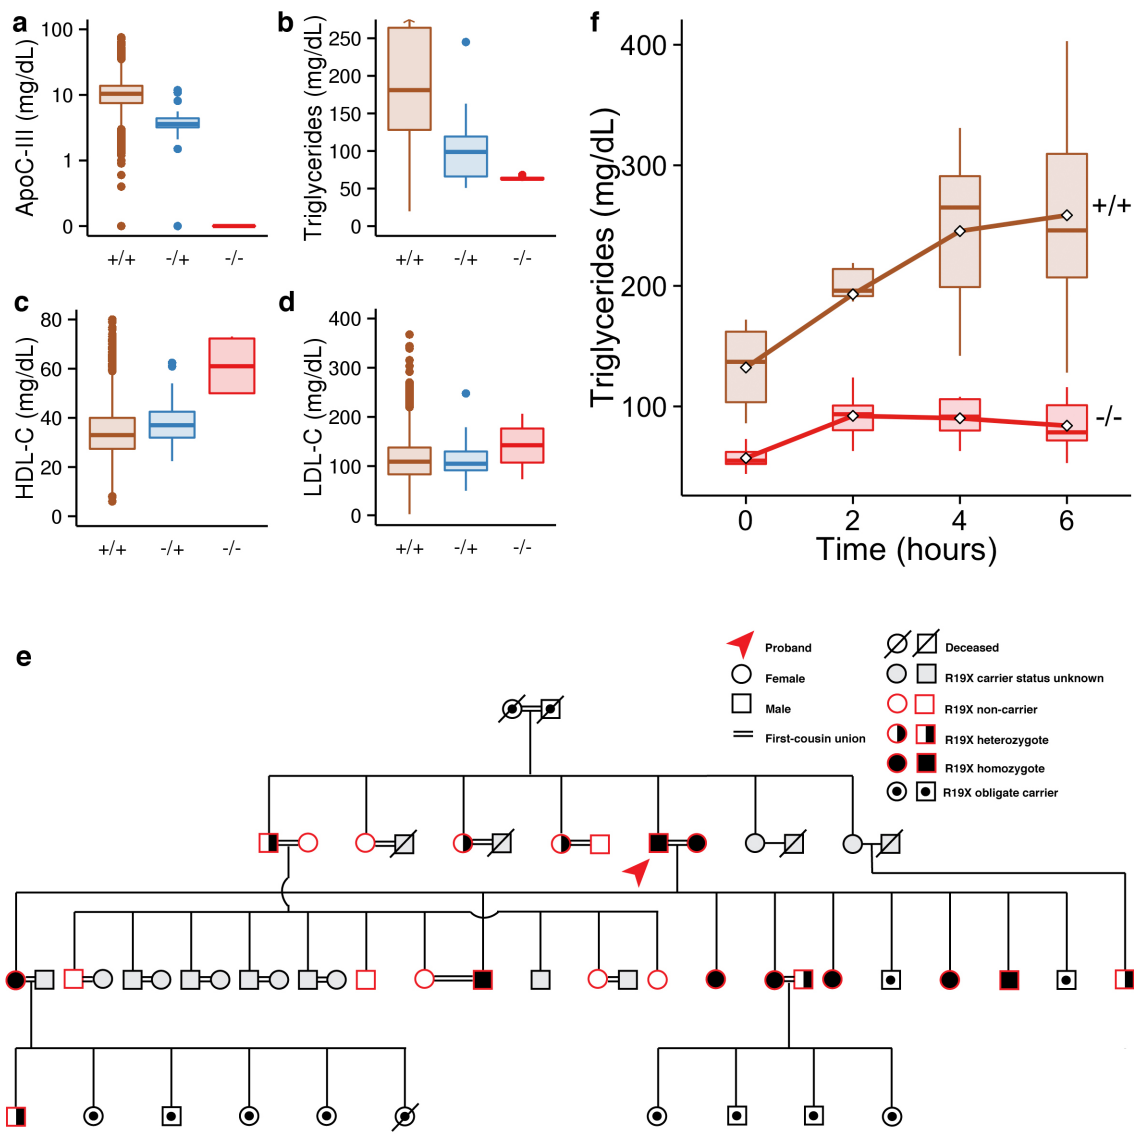 a
ApoC-III (mg/dL)
100
10
1
0
+/+
-/+
-/-
b
Triglycerides (mg/dL)
250
200
150
100
50
0
+/+
-/+
-/-
c
HDL-C (mg/dL)
80
60
40
20
0
+/+
-/+
-/-
d
LDL-C (mg/dL)
400
300
200
100
0
+/+
-/+
-/-
f
Triglycerides (mg/dL)
400
300
200
100
+/+
-/-
0
2
4
6
Time (hours)
e
Proband
Female
Male
First-cousin union
Deceased
R19X carrier status unknown
R19X non-carrier
R19X heterozygote
R19X homozygote
R19X obligate carrier